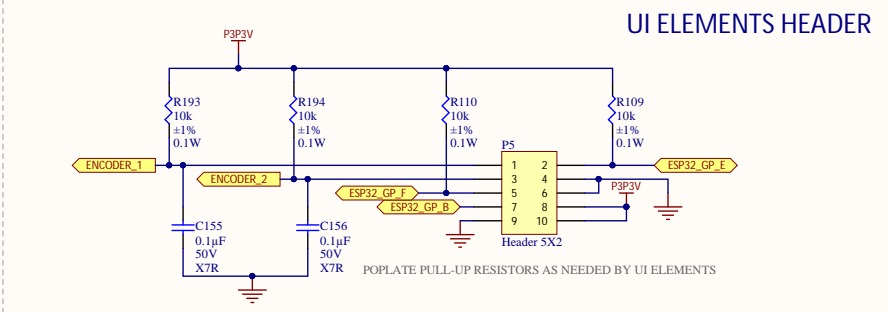 UI ELEMENTS HEADER
P3P3V
R193
10k
±1%
0.1W
R194
10k
±1%
0.1W
R110
10k
±1%
0.1W
R109
10k
±1%
0.1W
P5
ENCODER_1
1 2
ESP32_GP_E
ENCODER_2
3 4
ESP32_GP_F
5 6
P3P3V
ESP32_GP_B
7 8
9 10
Header 5X2
C155
0.1µF
50V
X7R
C156
0.1µF
50V
X7R
POPLATE PULL-UP RESISTORS AS NEEDED BY UI ELEMENTS